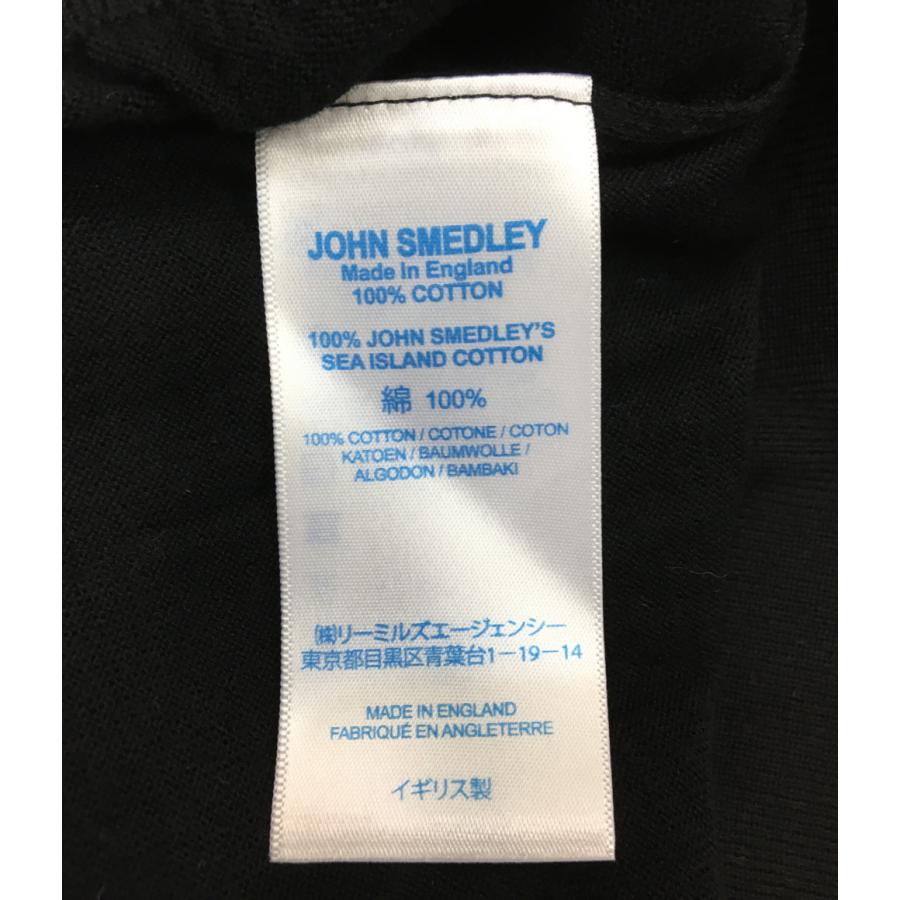 JOHN SMEDLEY
Made In England
100% COTTON
100% JOHN SMEDLEY'S
SEA ISLAND COTTON
綿 100%
100% COTTON / COTONE / COTON
KATOEN / BAUMWOLLE /
ALGODON / BAMBAKI
㈱リーミルズエージェンシー
東京都目黒区青葉台1−19−14
MADE IN ENGLAND
FABRIQUÉ EN ANGLETERRE
イギリス製